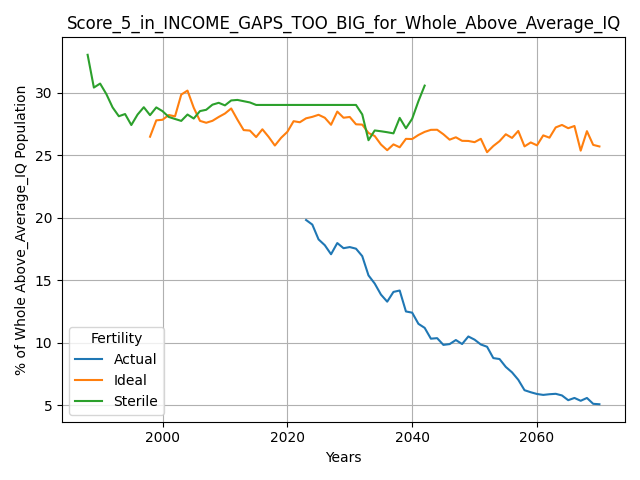 Score_5_in_INCOME_GAPS_TOO_BIG_for_Whole_Above_Average_IQ
% of Whole Above_Average_IQ Population
30
25
20
15
10
5
Fertility
Actual
Ideal
Sterile
2000
2020
2040
2060
Years